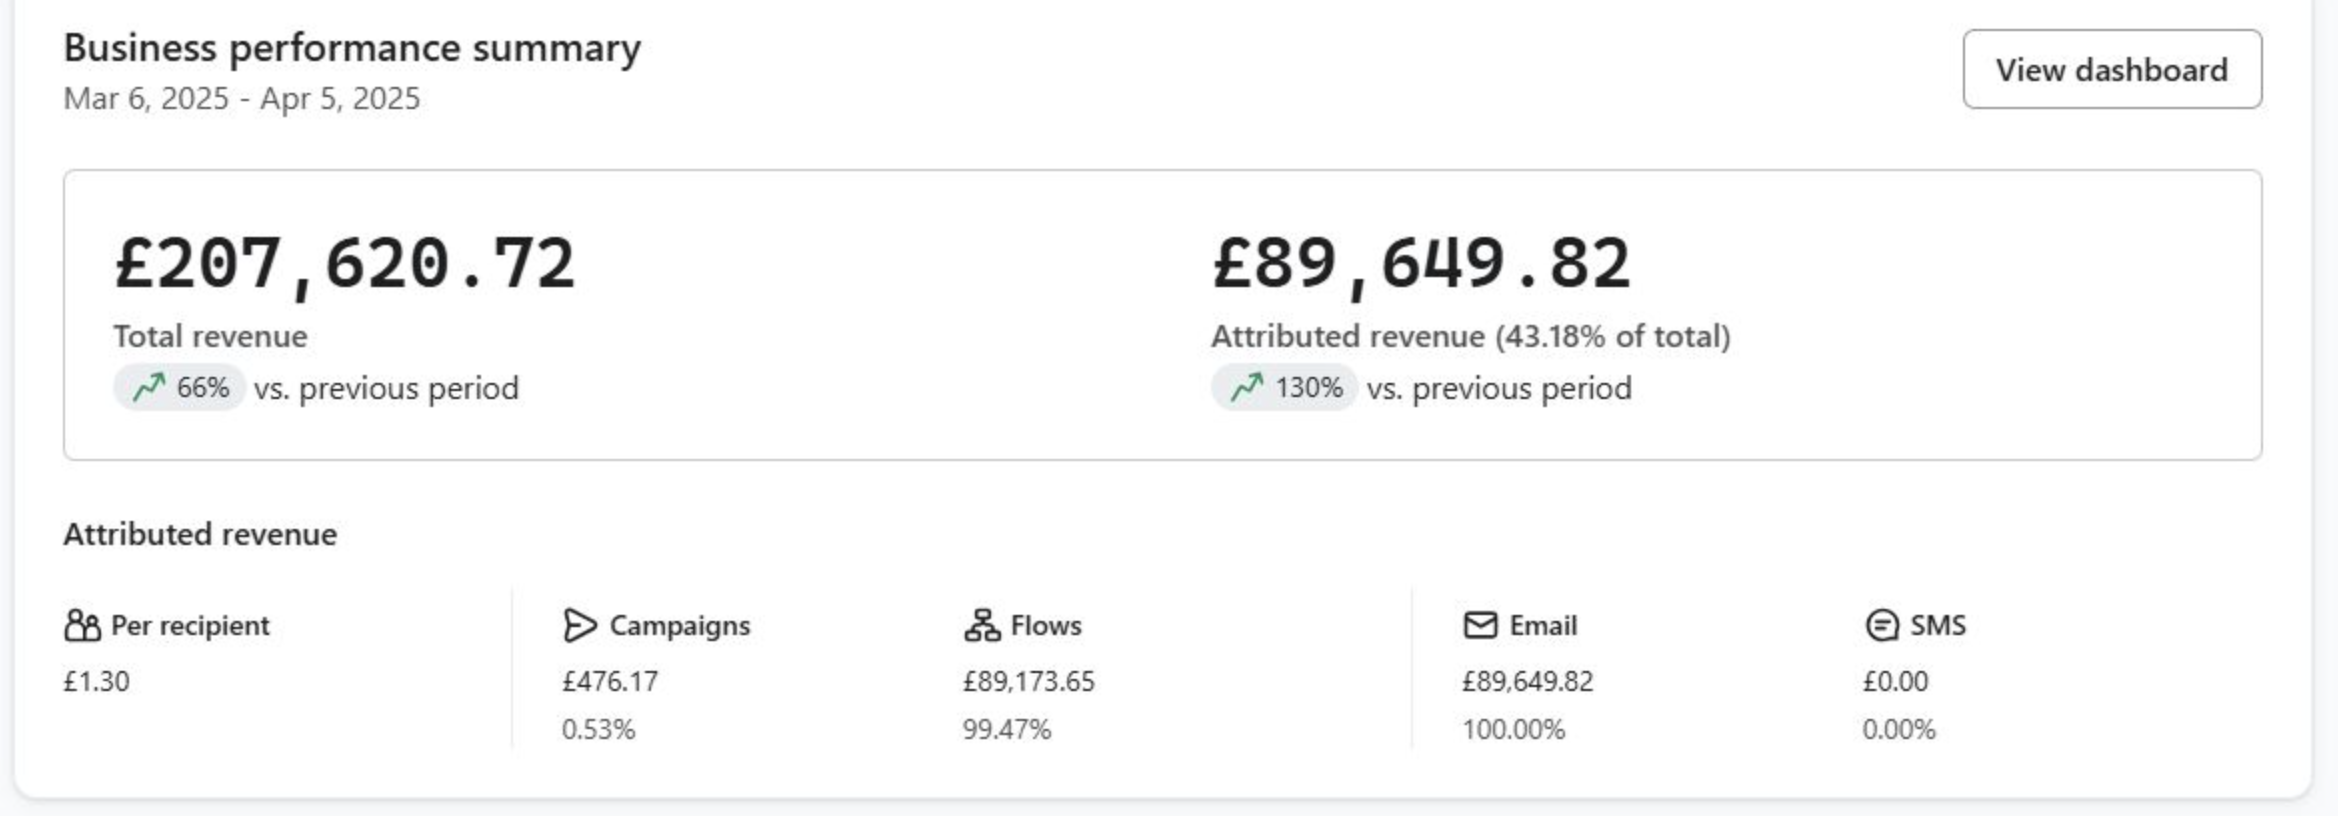 Business performance summary
View dashboard
Mar 6, 2025 - Apr 5, 2025
£207,620.72
£89,649.82
Total revenue
Attributed revenue (43.18% of total)
66% vs. previous period
130% vs. previous period
Attributed revenue
Per recipient
Campaigns
Flows
Email
SMS
£1.30
£476.17
£89,173.65
£89,649.82
£0.00
0.53%
99.47%
100.00%
0.00%